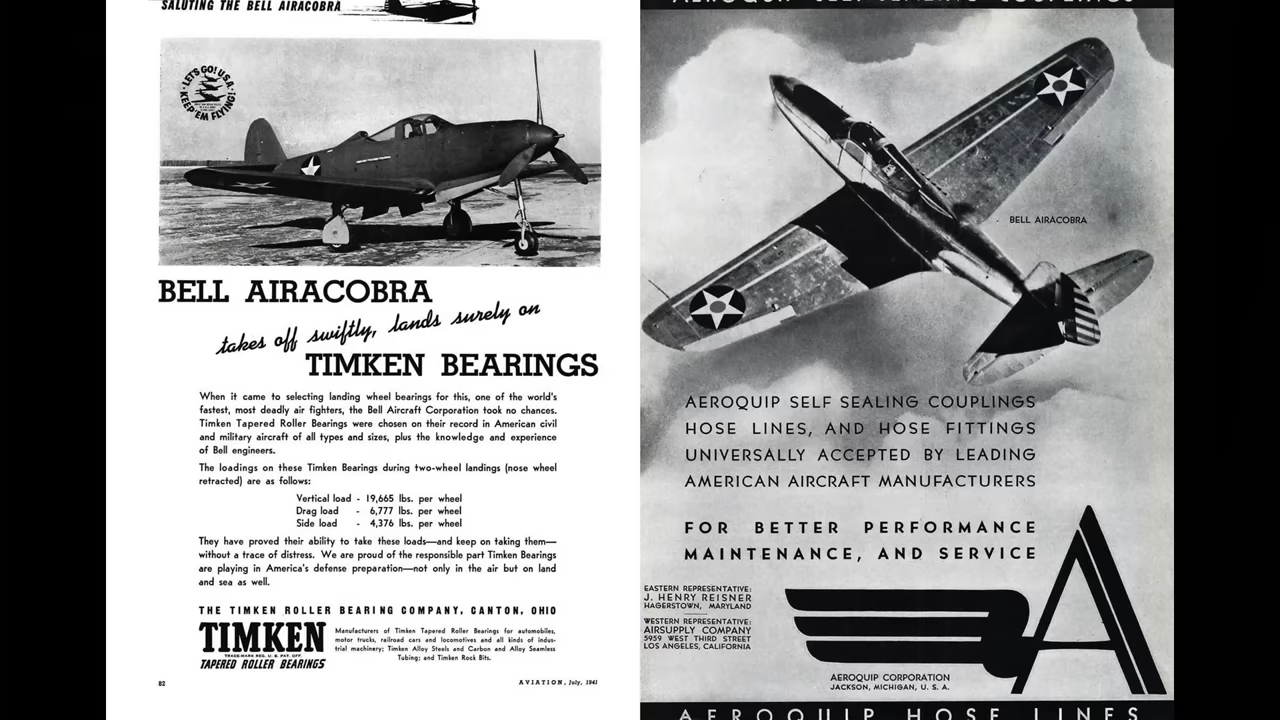 SALUTING THE BELL AIRACOBRA
LET'S GO! U.S.A.
KEEP 'EM FLYING!
BELL AIRACOBRA
takes off swiftly, lands surely on
TIMKEN BEARINGS
When it came to selecting landing wheel bearings for this, one of the world's
fastest, most deadly air fighters, the Bell Aircraft Corporation took no chances.
Timken Tapered Roller Bearings were chosen on their record in American civil
and military aircraft of all types and sizes, plus the knowledge and experience
of Bell engineers.
The loadings on these Timken Bearings during two-wheel landings (nose wheel
retracted) are as follows:
Vertical load - 19,665 lbs. per wheel
Drag load - 6,777 lbs. per wheel
Side load - 4,376 lbs. per wheel
They have proved their ability to take these loads—and keep on taking them—
without a trace of distress. We are proud of the responsible part Timken Bearings
are playing in America's defense preparation—not only in the air but on land
and sea as well.
THE TIMKEN ROLLER BEARING COMPANY, CANTON, OHIO
TIMKEN
TRADE-MARK REG. U. S. PAT. OFF.
TAPERED ROLLER BEARINGS
Manufacturers of Timken Tapered Roller Bearings for automobiles,
motor trucks, railroad cars and locomotives and all kinds of indus-
trial machinery; Timken Alloy Steels and Carbon and Alloy Seamless
Tubing; and Timken Rock Bits.
82
AVIATION, July, 1941
AEROQUIP SELF SEALING COUPLINGS
BELL AIRACOBRA
AEROQUIP SELF SEALING COUPLINGS
HOSE LINES, AND HOSE FITTINGS
UNIVERSALLY ACCEPTED BY LEADING
AMERICAN AIRCRAFT MANUFACTURERS
FOR BETTER PERFORMANCE
MAINTENANCE, AND SERVICE
EASTERN REPRESENTATIVE:
J. HENRY REISNER
HAGERSTOWN, MARYLAND
WESTERN REPRESENTATIVE:
AIRSUPPLY COMPANY
5959 WEST THIRD STREET
LOS ANGELES, CALIFORNIA
A
AEROQUIP CORPORATION
JACKSON, MICHIGAN, U. S. A.
AEROQUIP HOSE LINES